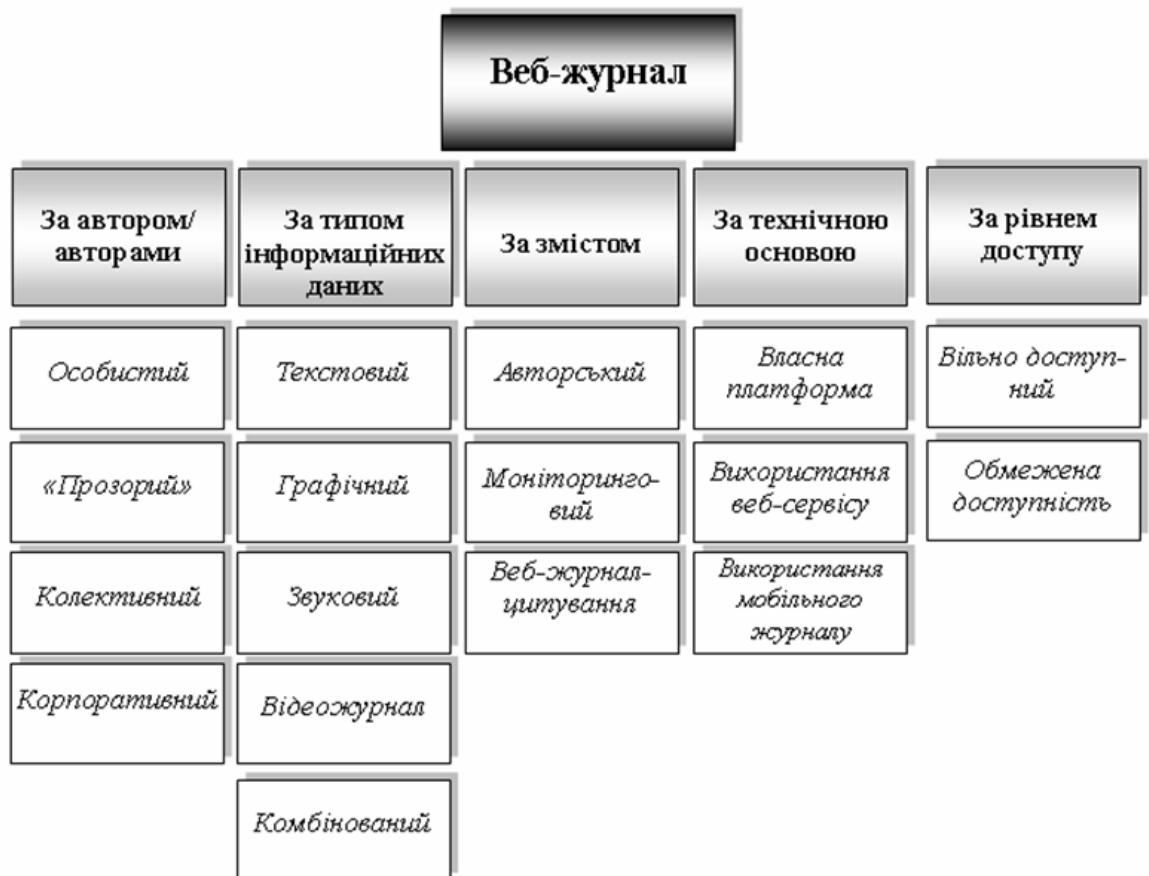 Веб-журнал
За автором/
авторами
За типом
інформаційних
даних
За змістом
За технічною
основою
За рівнем
доступу
Особистий
«Прозорий»
Колективний
Корпоративний
Текстовий
Графічний
Звуковий
Відеожурнал
Комбінований
Авторський
Моніторинго-
вий
Веб-журнал-
цитування
Власна
платформа
Використання
веб-сервісу
Використання
мобільного
журналу
Вільно доступ-
ний
Обмежена
доступність